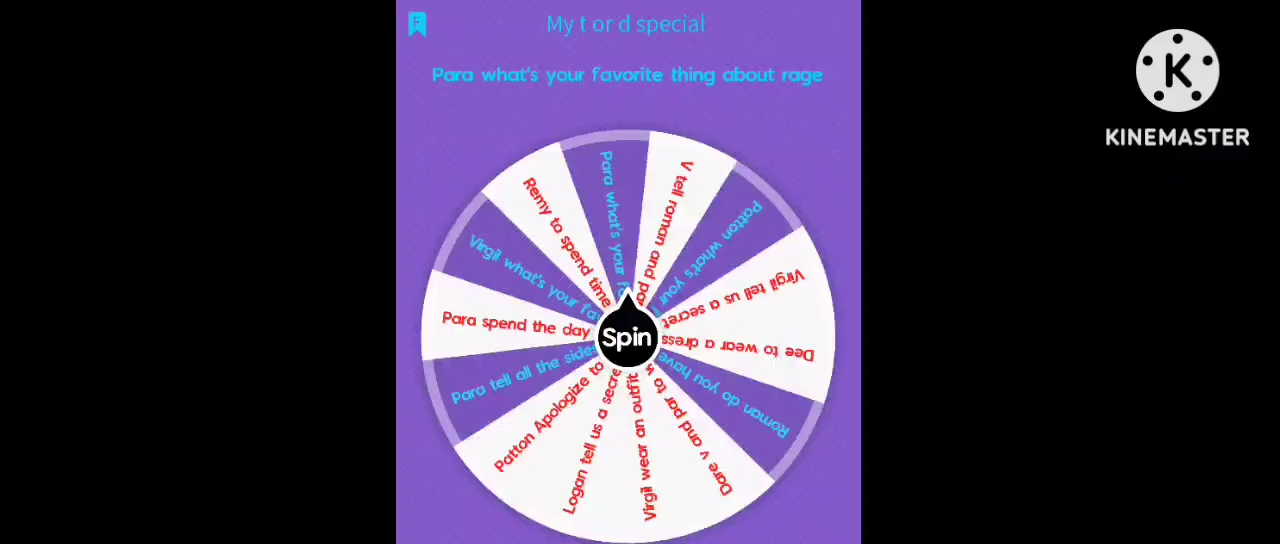 F
My t or d special
Para what's your favorite thing about rage
KINEMASTER
Para what's your
V tell roman and
Patton what's your
Virgil tell us a secret
Dee to wear a dress
Roman do you have
Dare v and par to
Virgil wear an outfit
Logan tell us a secre
Patton Apologize to
Para tell all the side
Para spend the day
Virgil what's your
Remy to spend time
Spin